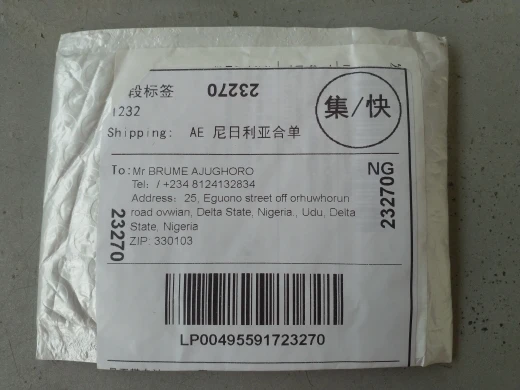 段标签
23270
集/快
1232
Shipping: AE 尼日利亚合单
To: Mr BRUME AJUGHORO
Tel: / +234 8124132834
Address: 25, Eguono street off orhuwhorun
road ovwian, Delta State, Nigeria., Udu, Delta
State, Nigeria
ZIP: 330103
NG
23270
23270
LP00495591723270